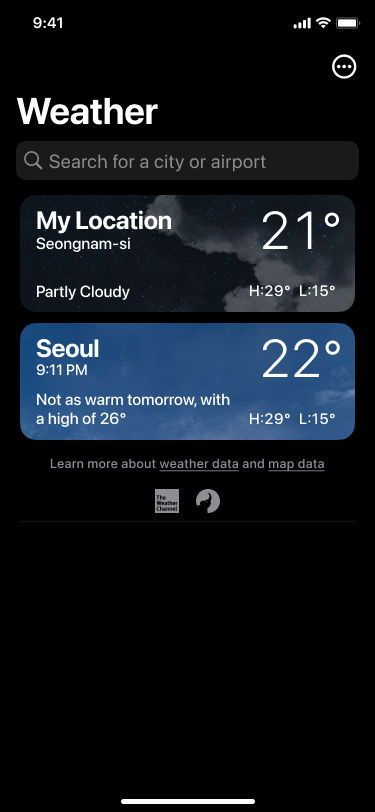 9:41
Weather
Search for a city or airport
My Location
21°
Seongnam-si
Partly Cloudy
H:29° L:15°
Seoul
22°
9:11 PM
Not as warm tomorrow, with
a high of 26°
H:29° L:15°
Learn more about weather data and map data
The
Weather
Channel